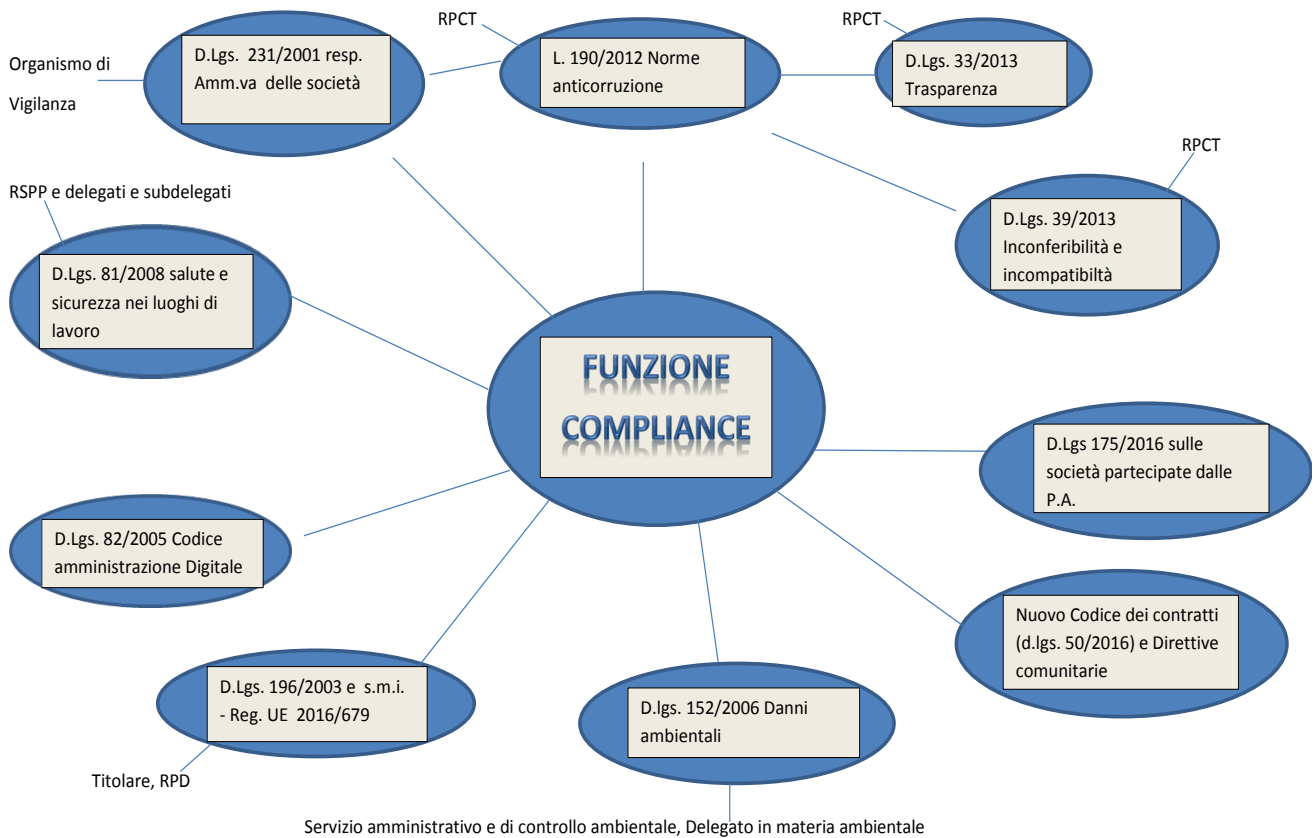 RPCT
RPCT
Organismo di
Vigilanza
D.Lgs. 231/2001 resp.
Amm.va delle società
L. 190/2012 Norme
anticorruzione
D.Lgs. 33/2013
Trasparenza
RPCT
RSPP e delegati e subdelegati
D.Lgs. 39/2013
Inconferibilità e
incompatibiltà
D.Lgs. 81/2008 salute e
sicurezza nei luoghi di
lavoro
FUNZIONE
COMPLIANCE
D.Lgs 175/2016 sulle
società partecipate dalle
P.A.
D.Lgs. 82/2005 Codice
amministrazione Digitale
Nuovo Codice dei contratti
(d.lgs. 50/2016) e Direttive
comunitarie
D.Lgs. 196/2003 e s.m.i.
- Reg. UE 2016/679
D.lgs. 152/2006 Danni
ambientali
Titolare, RPD
Servizio amministrativo e di controllo ambientale, Delegato in materia ambientale